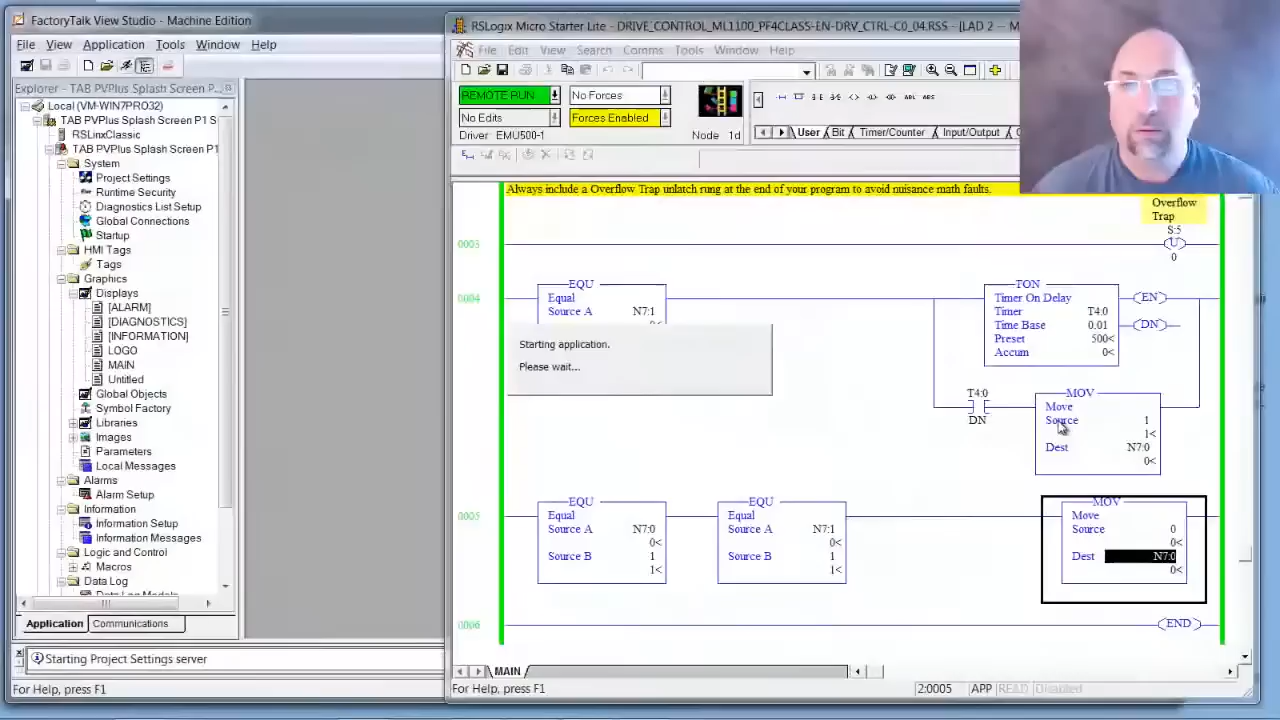 FactoryTalk View Studio - Machine Edition
File View Application Tools Window Help
Explorer - TAB PVPlus Splash Screen P...
Local (VM-WIN7PRO32)
TAB PVPlus Splash Screen P1 S
RSLinxClassic
TAB PVPlus Splash Screen P1
System
Project Settings
Runtime Security
Diagnostics List Setup
Global Connections
Startup
HMI Tags
Tags
Graphics
Displays
[ALARM]
[DIAGNOSTICS]
[INFORMATION]
LOGO
MAIN
Untitled
Global Objects
Symbol Factory
Libraries
Images
Parameters
Local Messages
Alarms
Alarm Setup
Information
Information Setup
Information Messages
Logic and Control
Macros
Data Log
Data Log Models
Application Communications
Starting Project Settings server
For Help, press F1
RSLogix Micro Starter Lite - DRIVE_CONTROL_ML1100_PF4CLASS-EN-DRV_CTRL-C0_04.RSS - [LAD 2 -- M
File Edit View Search Comms Tools Window Help
REMOTE RUN No Forces
No Edits Forces Enabled
Driver: EMU500-1 Node: 1d
User Bit Timer/Counter Input/Output
Always include a Overflow Trap unlatch rung at the end of your program to avoid nuisance math faults.
Overflow
Trap
S:5
0003
U
0
0004
EQU
Equal
Source A N7:1
Starting application.
Please wait...
TON
Timer On Delay
Timer T4:0
Time Base 0.01
Preset 500<
Accum 0<
EN
DN
T4:0
DN
MOV
Move
Source 1
1<
Dest N7:0
0<
0005
EQU
Equal
Source A N7:0
0<
Source B 1
1<
EQU
Equal
Source A N7:1
0<
Source B 1
1<
MOV
Move
Source 0
0<
Dest N7:0
0<
0006
END
MAIN
For Help, press F1
2:0005 APP READ Disabled